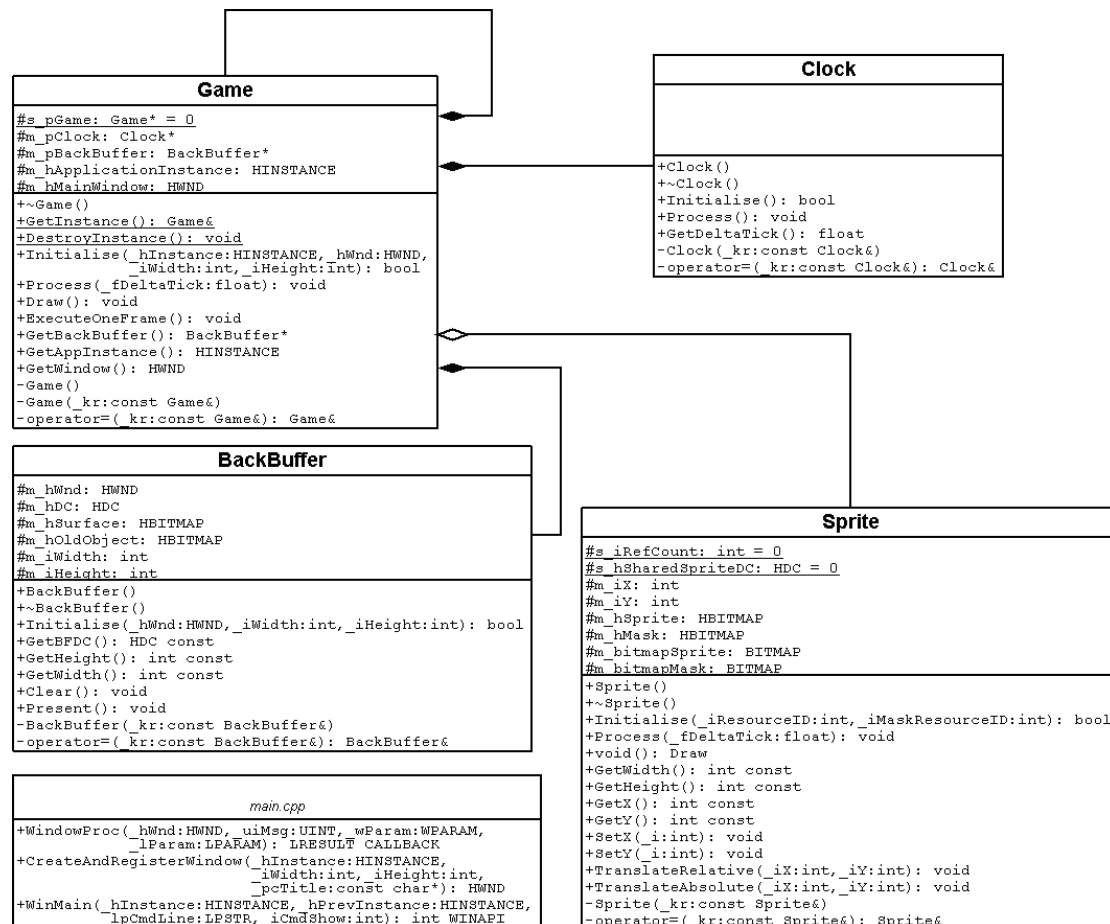 Game
#s_pGame: Game* = 0
#m_pClock: Clock*
#m_pBackBuffer: BackBuffer*
#m_hApplicationInstance: HINSTANCE
#m_hMainWindow: HWND
+~Game()
+GetInstance(): Game&
+DestroyInstance(): void
+Initialise(_hInstance:HINSTANCE,_hWnd:HWND,
_iWidth:int,_iHeight:int): bool
+Process(_fDeltaTick:float): void
+Draw(): void
+ExecuteOneFrame(): void
+GetBackBuffer(): BackBuffer*
+GetAppInstance(): HINSTANCE
+GetWindow(): HWND
-Game()
-Game(_kr:const Game&)
-operator=(_kr:const Game&): Game&
Clock
+Clock()
+~Clock()
+Initialise(): bool
+Process(): void
+GetDeltaTick(): float
-Clock(_kr:const Clock&)
-operator=(_kr:const Clock&): Clock&
BackBuffer
#m_hWnd: HWND
#m_hDC: HDC
#m_hSurface: HBITMAP
#m_hOldObject: HBITMAP
#m_iWidth: int
#m_iHeight: int
+BackBuffer()
+~BackBuffer()
+Initialise(_hWnd:HWND,_iWidth:int,_iHeight:int): bool
+GetBFDC(): HDC const
+GetHeight(): int const
+GetWidth(): int const
+Clear(): void
+Present(): void
-BackBuffer(_kr:const BackBuffer&)
-operator=(_kr:const BackBuffer&): BackBuffer&
Sprite
#s_iRefCount: int = 0
#s_hSharedSpriteDC: HDC = 0
#m_iX: int
#m_iY: int
#m_hSprite: HBITMAP
#m_hMask: HBITMAP
#m_bitmapSprite: BITMAP
#m_bitmapMask: BITMAP
+Sprite()
+~Sprite()
+Initialise(_iResourceID:int,_iMaskResourceID:int): bool
+Process(_fDeltaTick:float): void
+void(): Draw
+GetWidth(): int const
+GetHeight(): int const
+GetX(): int const
+GetY(): int const
+SetX(_i:int): void
+SetY(_i:int): void
+TranslateRelative(_iX:int,_iY:int): void
+TranslateAbsolute(_iX:int,_iY:int): void
-Sprite(_kr:const Sprite&)
-operator=(_kr:const Sprite&): Sprite&
main.cpp
+WindowProc(_hWnd:HWND,_uiMsg:UINT,_wParam:WPARAM,
_lParam:LPARAM): LRESULT CALLBACK
+CreateAndRegisterWindow(_hInstance:HINSTANCE,
_iWidth:int,_iHeight:int,
_pcTitle:const char*): HWND
+WinMain(_hInstance:HINSTANCE,_hPrevInstance:HINSTANCE,
_lpCmdLine:LPSTR,_iCmdShow:int): int WINAPI